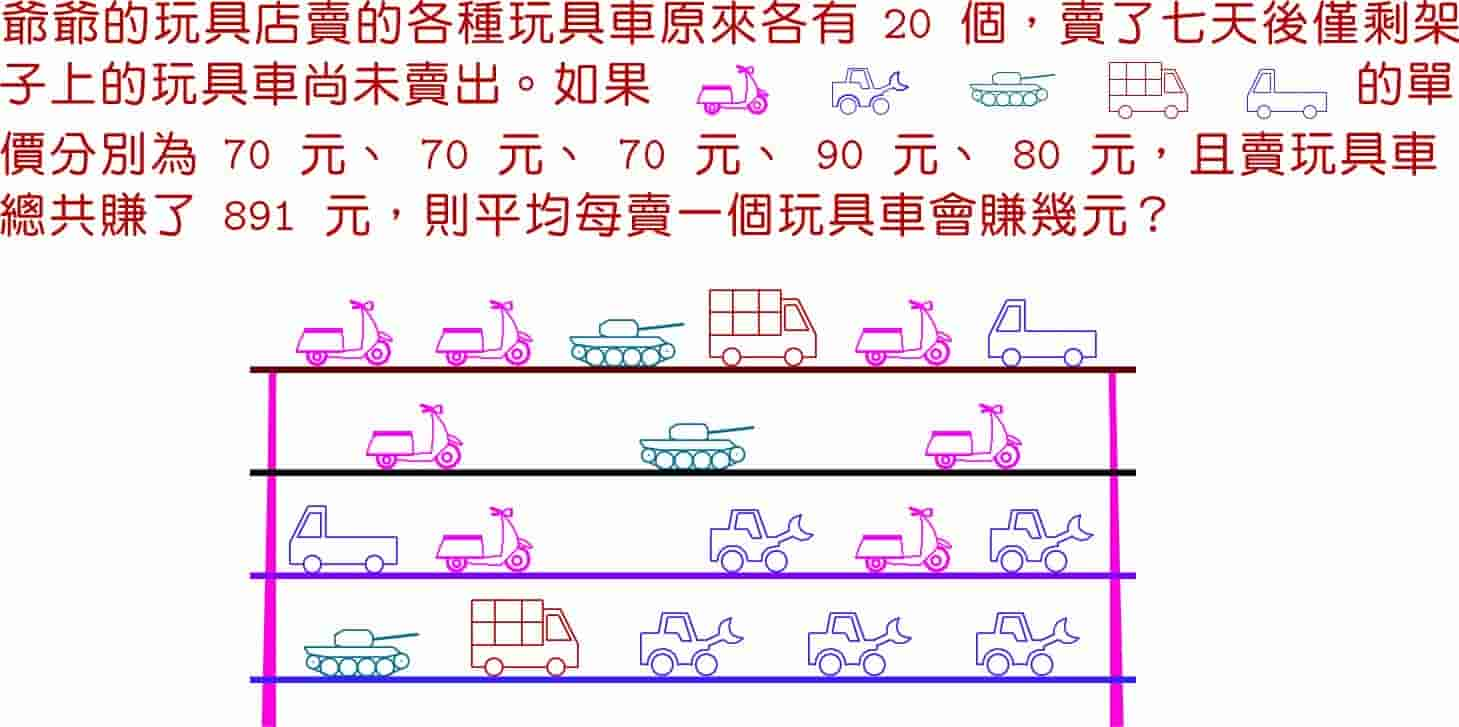 爺爺的玩具店賣的各種玩具車原來各有 20 個，賣了七天後僅剩架
子上的玩具車尚未賣出。如果 的單
價分別為 70 元、 70 元、 70 元、 90 元、 80 元，且賣玩具車
總共賺了 891 元，則平均每賣一個玩具車會賺幾元？